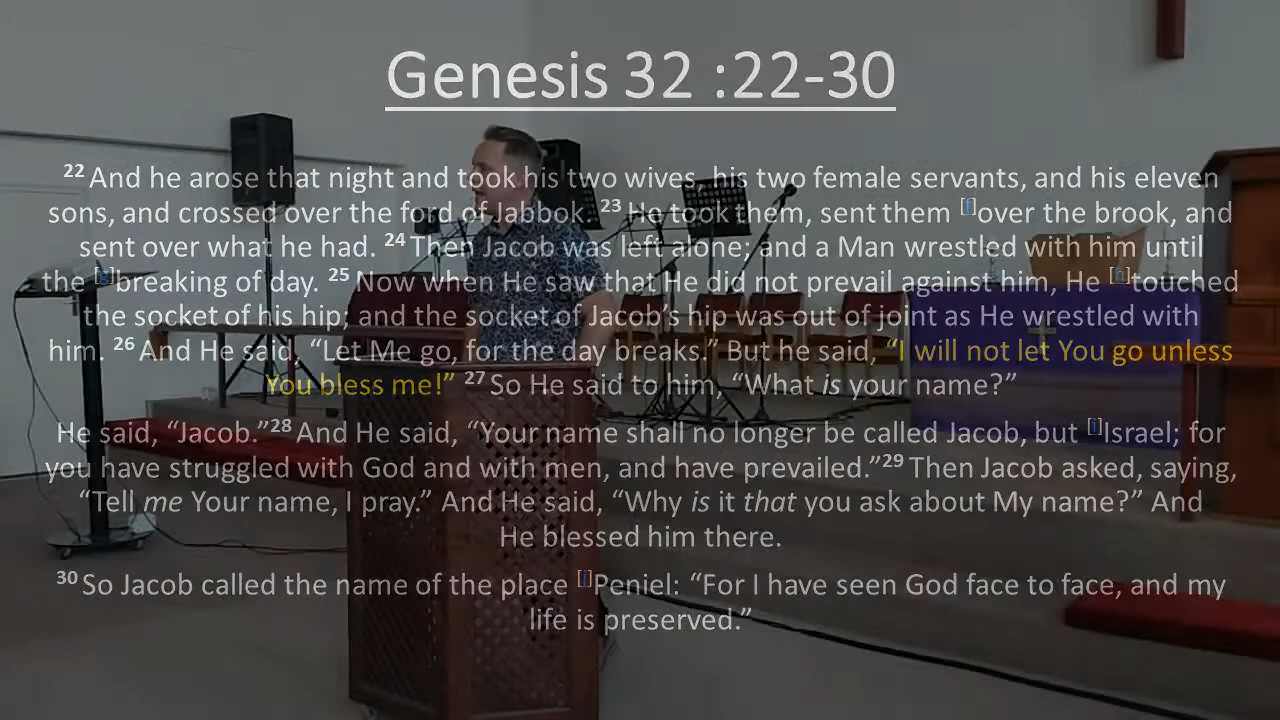 Genesis 32 :22-30
22 And he arose that night and took his two wives, his two female servants, and his eleven
sons, and crossed over the ford of Jabbok. 23 He took them, sent them [f]over the brook, and
sent over what he had. 24 Then Jacob was left alone; and a Man wrestled with him until
the [g]breaking of day. 25 Now when He saw that He did not prevail against him, He [h]touched
the socket of his hip; and the socket of Jacob’s hip was out of joint as He wrestled with
him. 26 And He said, “Let Me go, for the day breaks.” But he said, “I will not let You go unless
You bless me!” 27 So He said to him, “What is your name?”
He said, “Jacob.”28 And He said, “Your name shall no longer be called Jacob, but [i]Israel; for
you have struggled with God and with men, and have prevailed.”29 Then Jacob asked, saying,
“Tell me Your name, I pray.” And He said, “Why is it that you ask about My name?” And
He blessed him there.
30 So Jacob called the name of the place [j]Peniel: “For I have seen God face to face, and my
life is preserved.”